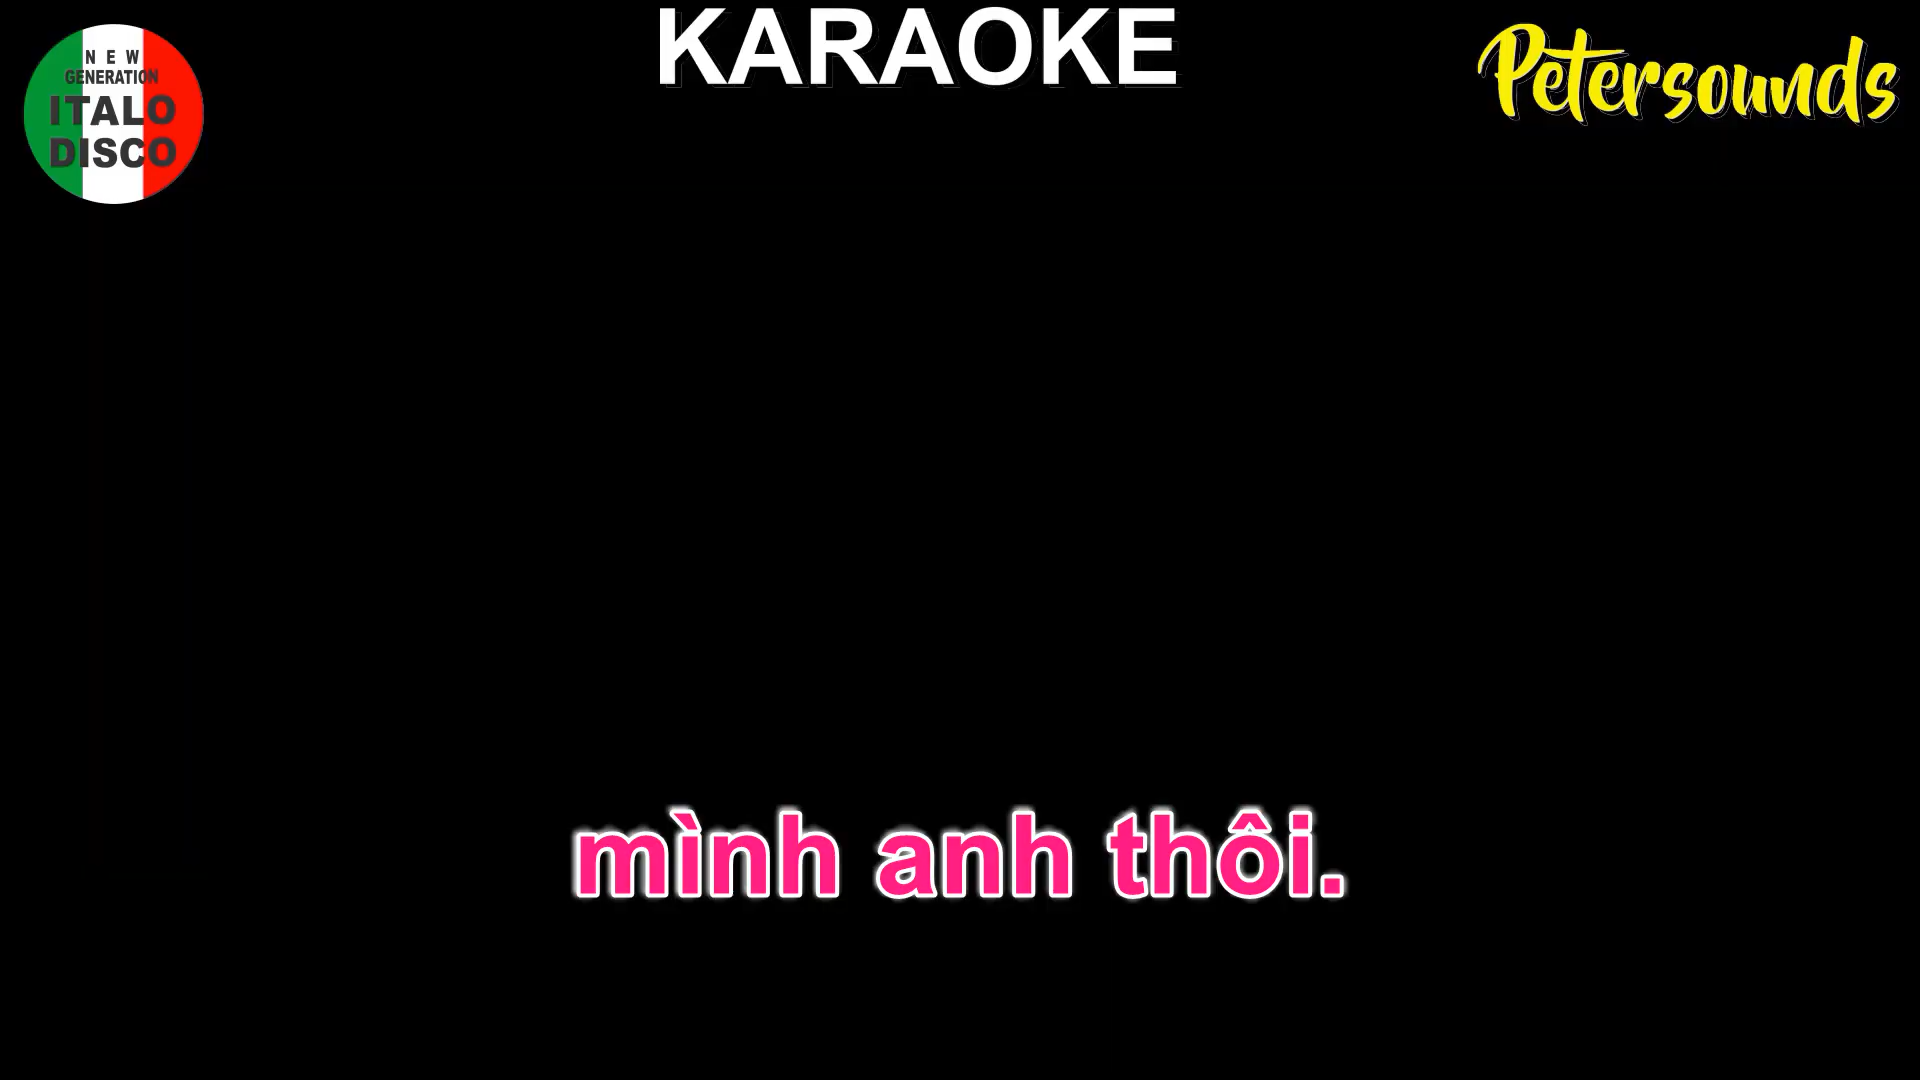 NEW
GENERATION
ITALO
DISCO
KARAOKE
Petersounds
mình anh thôi.